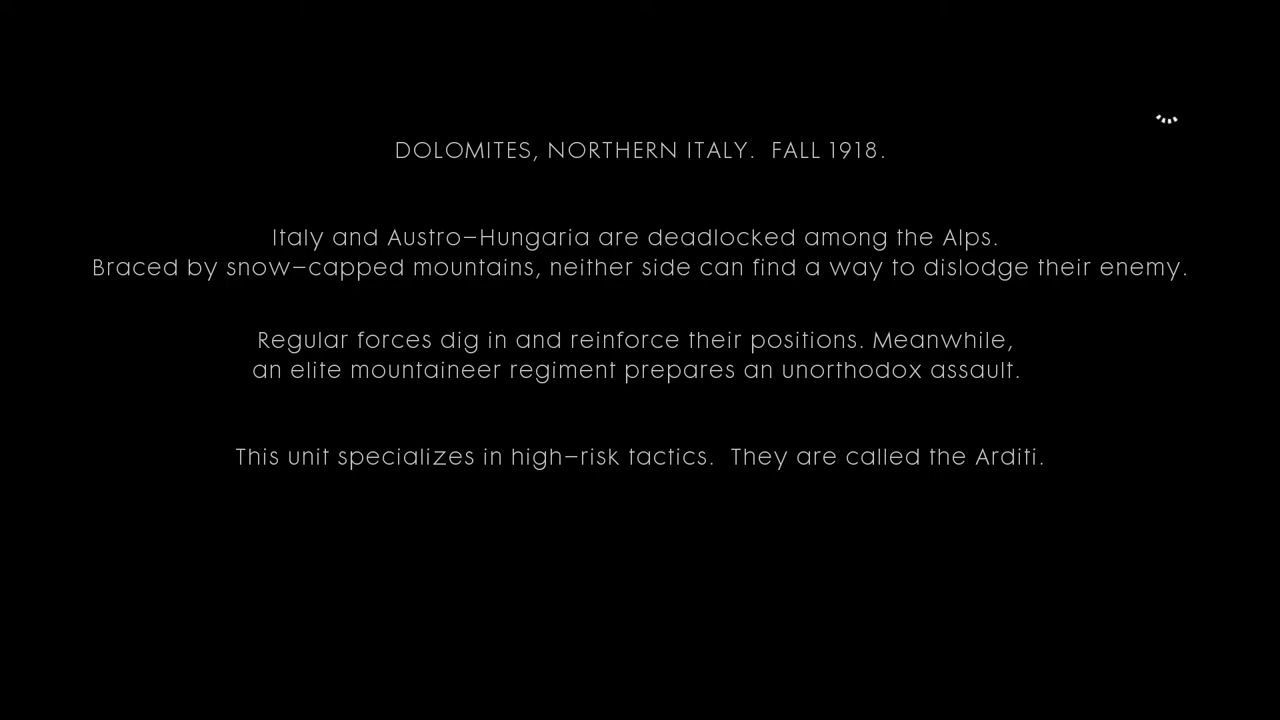 DOLOMITES, NORTHERN ITALY.  FALL 1918.
Italy and Austro-Hungaria are deadlocked among the Alps.
Braced by snow-capped mountains, neither side can find a way to dislodge their enemy.
Regular forces dig in and reinforce their positions. Meanwhile,
an elite mountaineer regiment prepares an unorthodox assault.
This unit specializes in high-risk tactics.  They are called the Arditi.